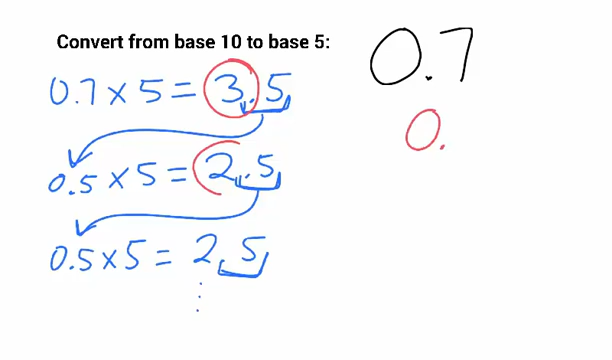 Convert from base 10 to base 5:
0.7
0.7 × 5 = 3.5
0.
0.5 × 5 = 2.5
0.5 × 5 = 2.5
⋮